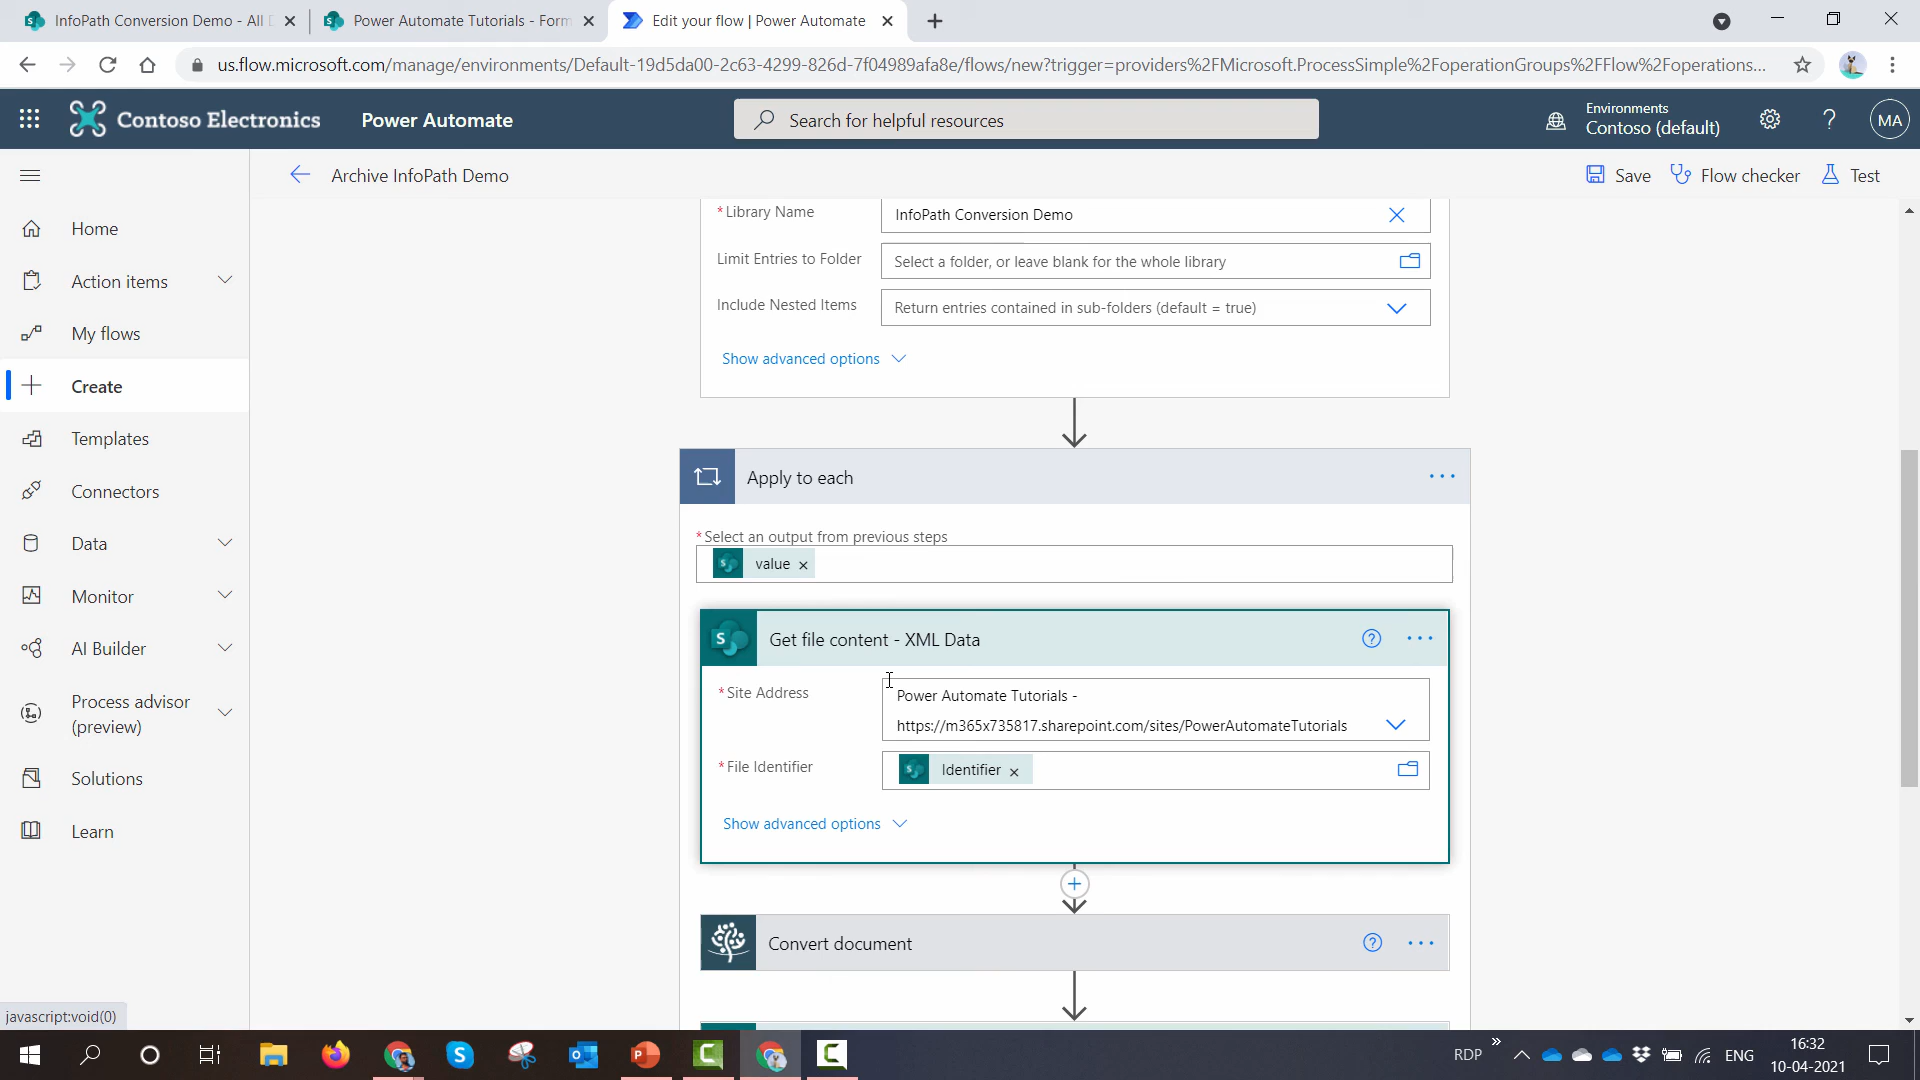 InfoPath Conversion Demo - All D
Power Automate Tutorials - Form
Edit your flow | Power Automate
us.flow.microsoft.com/manage/environments/Default-19d5da00-2c63-4299-826d-7f04989afa8e/flows/new?trigger=providers%2FMicrosoft.ProcessSimple%2FoperationGroups%2FFlow%2Foperations...
Contoso Electronics
Power Automate
Search for helpful resources
Environments
Contoso (default)
?
MA
Archive InfoPath Demo
Save
Flow checker
Test
Home
Action items
My flows
Create
Templates
Connectors
Data
Monitor
AI Builder
Process advisor
(preview)
Solutions
Learn
* Library Name
InfoPath Conversion Demo
Limit Entries to Folder
Select a folder, or leave blank for the whole library
Include Nested Items
Return entries contained in sub-folders (default = true)
Show advanced options
Apply to each
* Select an output from previous steps
value
Get file content - XML Data
* Site Address
Power Automate Tutorials -
https://m365x735817.sharepoint.com/sites/PowerAutomateTutorials
* File Identifier
Identifier
Show advanced options
Convert document
javascript:void(0)
RDP
ENG
16:32
10-04-2021